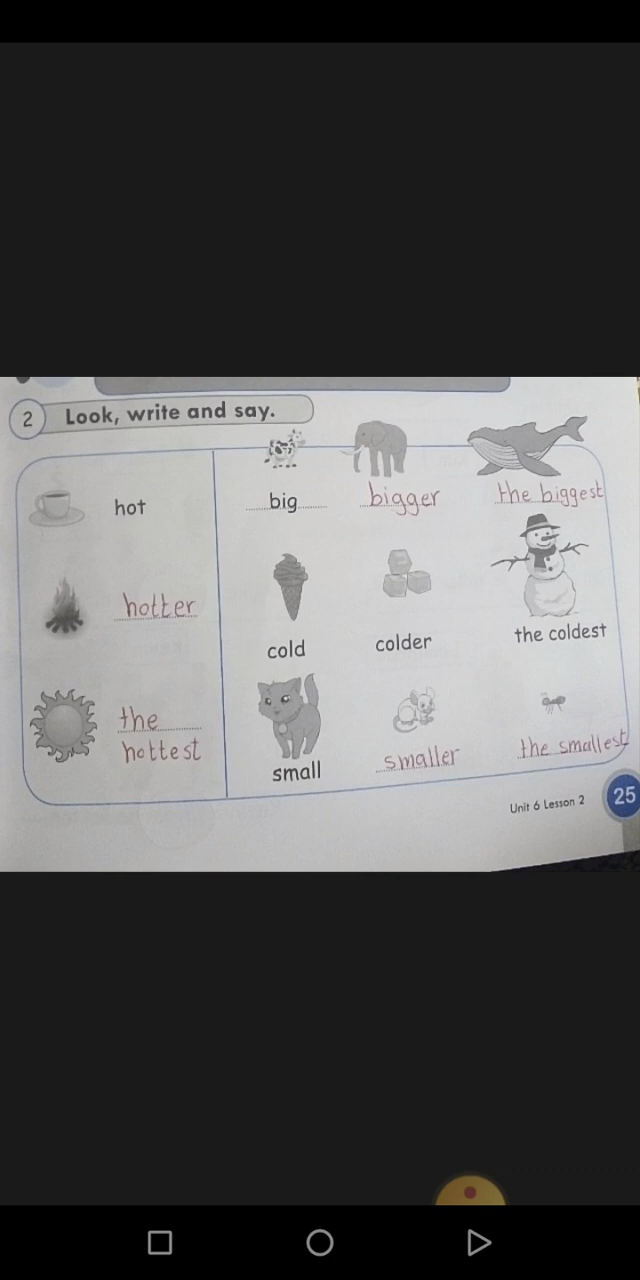 2 Look, write and say.
hot
hotter
the
hottest
big bigger the biggest
cold colder the coldest
small smaller the smallest
Unit 6 Lesson 2 25